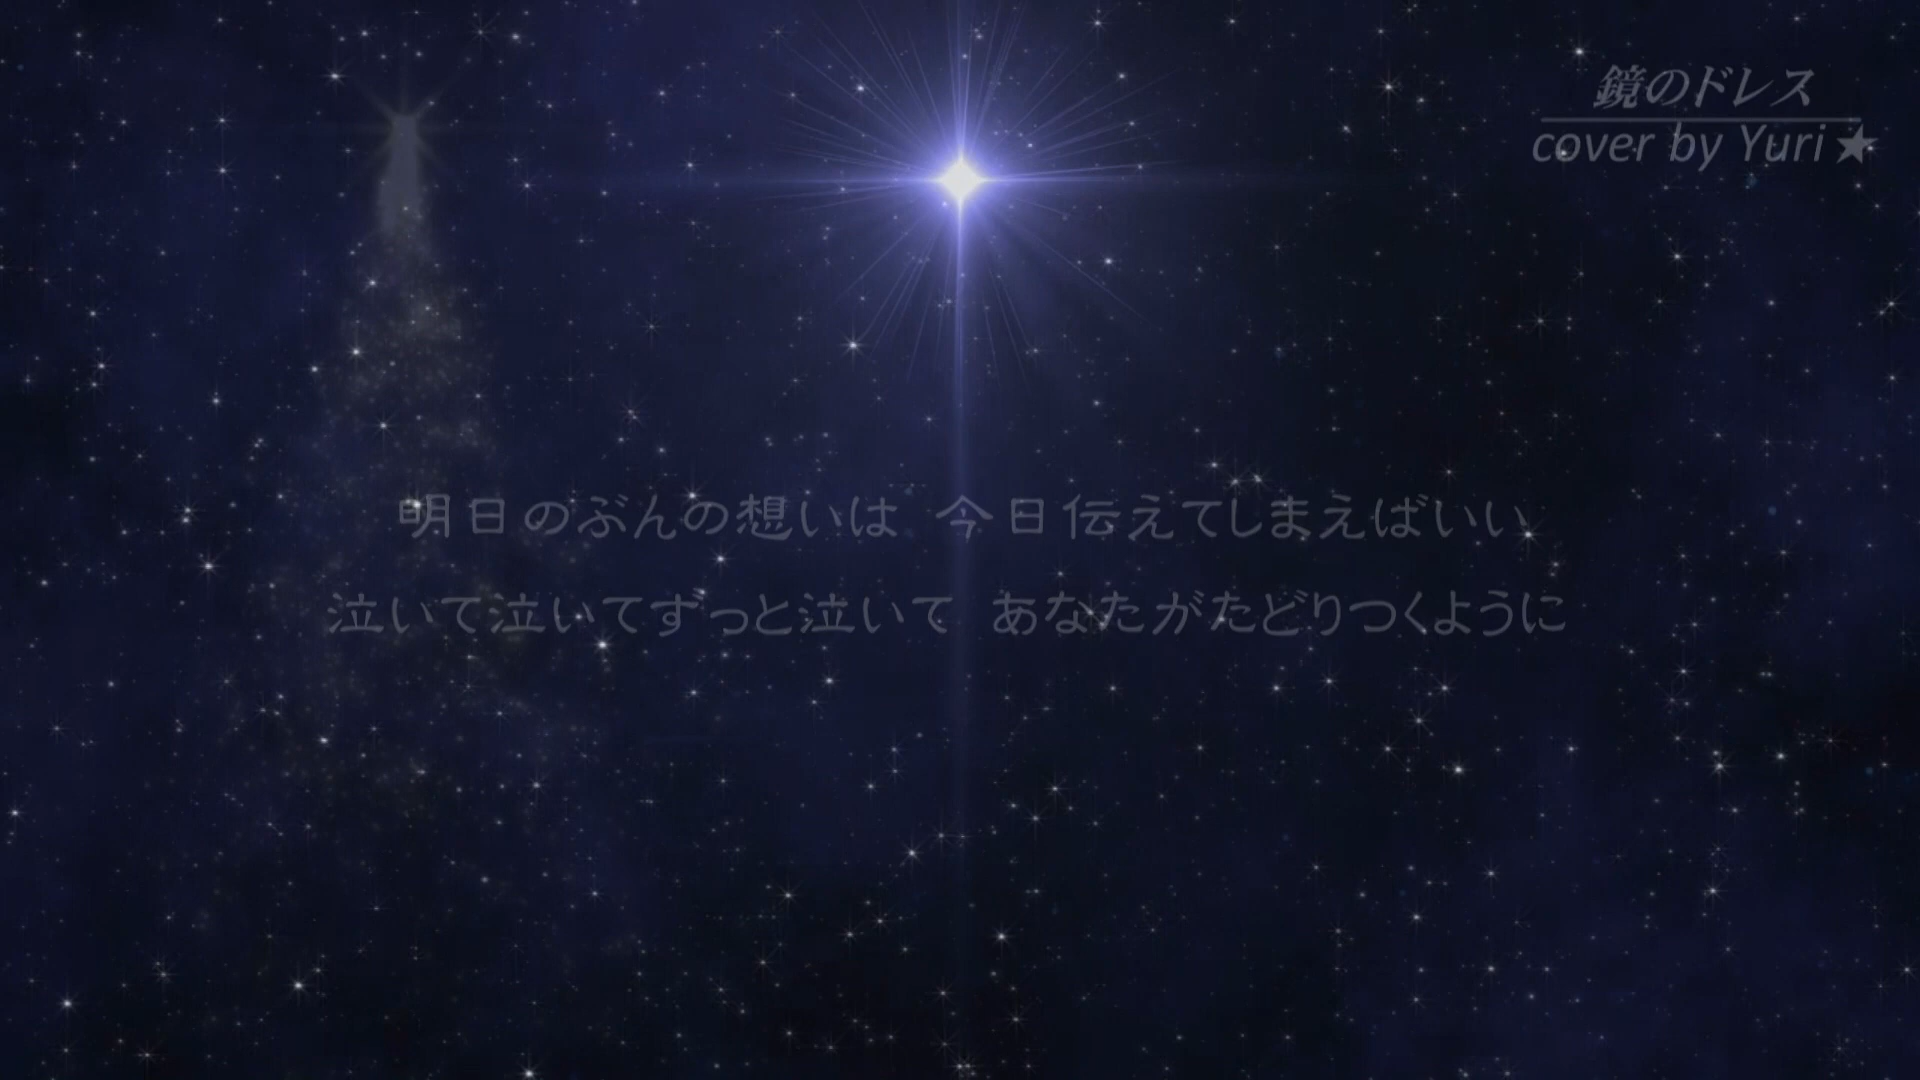 鏡のドレス
cover by Yuri★
明日のぶんの想いは 今日伝えてしまえばいい
泣いて泣いてずっと泣いて あなたがたどりつくように